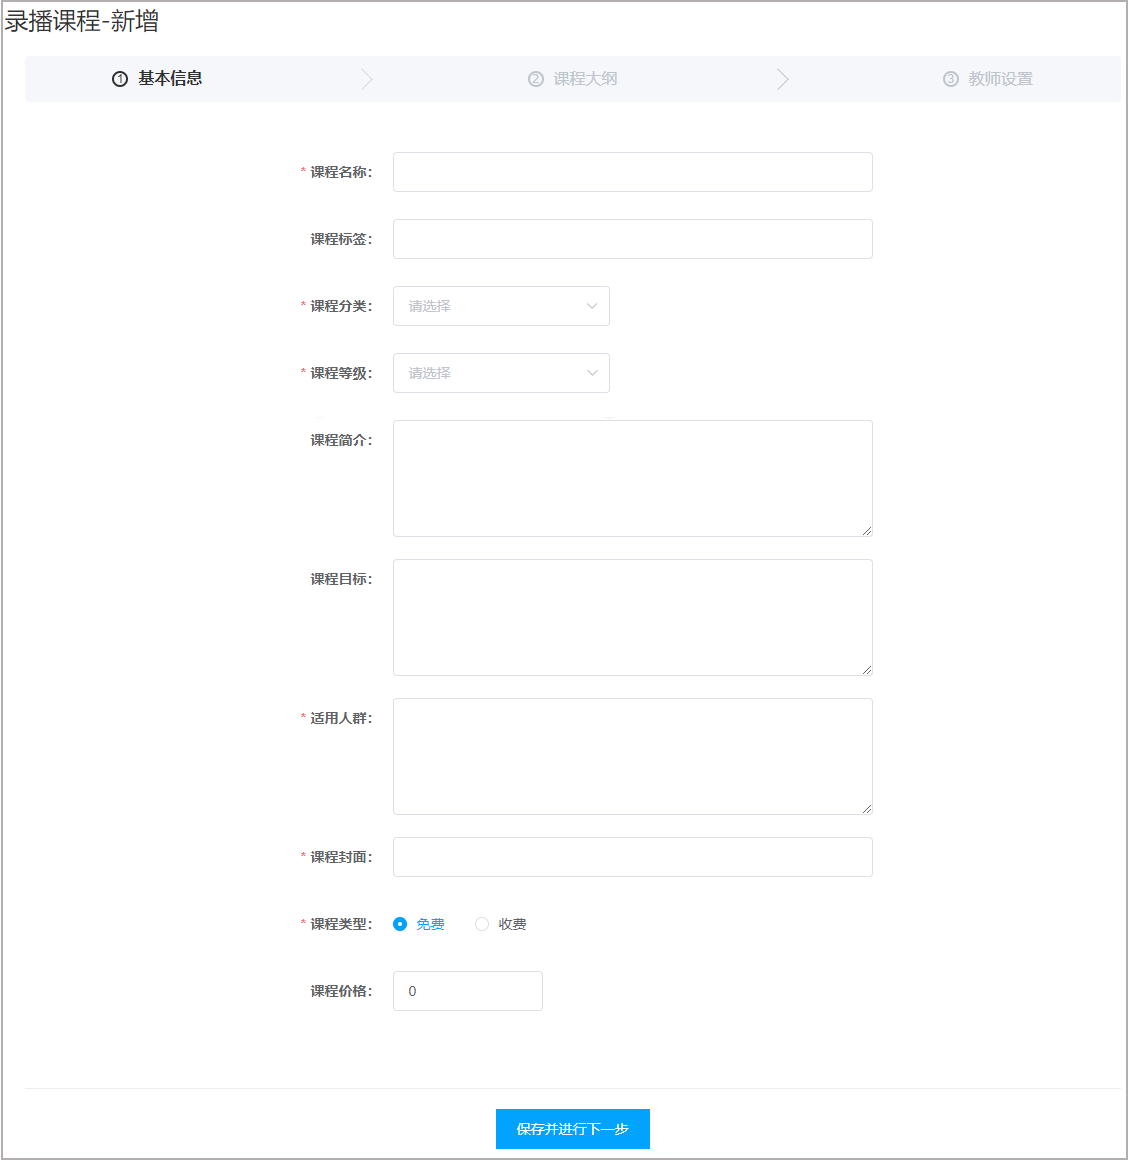 录播课程-新增
① 基本信息
② 课程大纲
③ 教师设置
* 课程名称：
课程标签：
* 课程分类： 请选择
* 课程等级： 请选择
课程简介：
课程目标：
* 适用人群：
* 课程封面：
* 课程类型： 免费 收费
课程价格： 0
保存并进行下一步